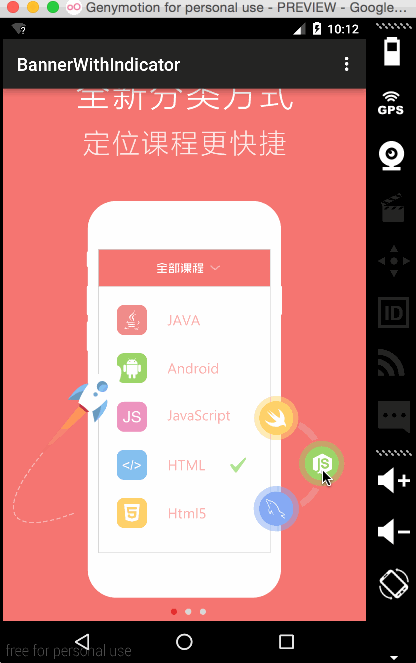 Genymotion for personal use - PREVIEW - Google...
10:12
BannerWithIndicator
GPS
全新分类方式
定位课程更快捷
全部课程
JAVA
Android
JS
JavaScript
</>
HTML
JS
ID
5
Html5
free for personal use